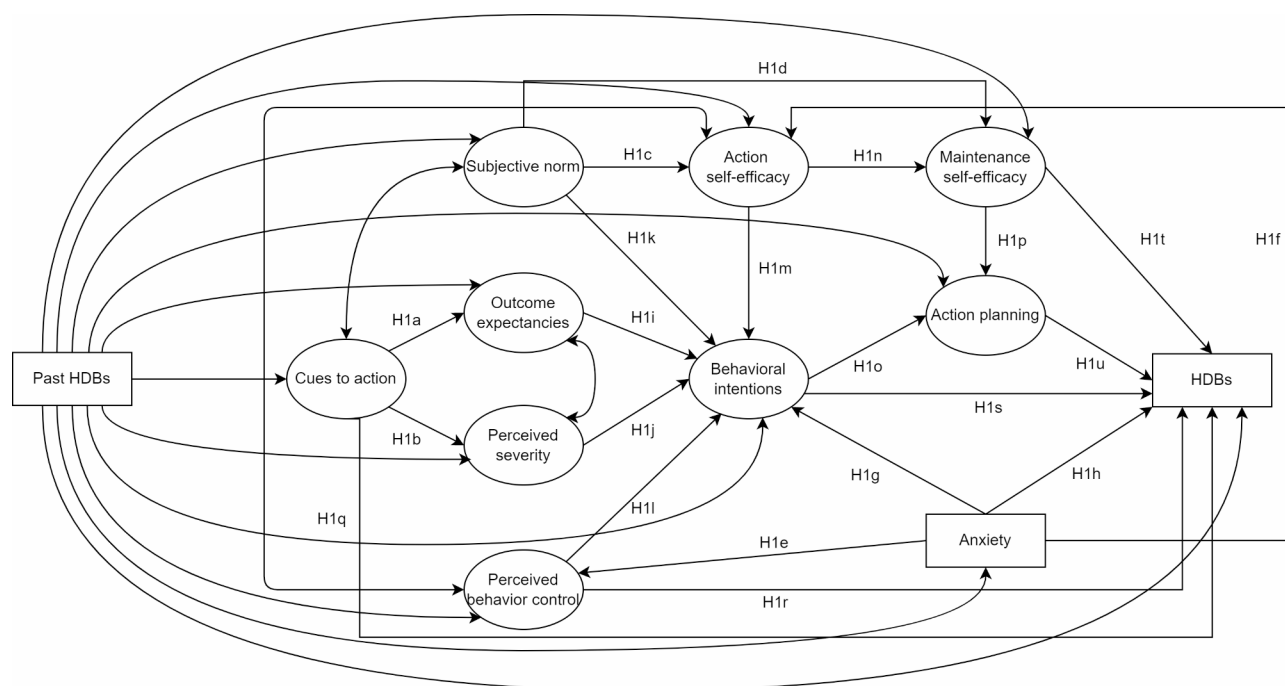 H1d
Subjective norm
H1c
Action
self-efficacy
H1n
Maintenance
self-efficacy
H1k
H1m
H1p
H1t
H1f
Outcome
expectancies
H1a
H1i
Action planning
Past HDBs
Cues to action
Behavioral
intentions
H1o
H1u
HDBs
H1s
H1b
Perceived
severity
H1j
H1g
H1h
H1q
H1l
Anxiety
H1e
Perceived
behavior control
H1r